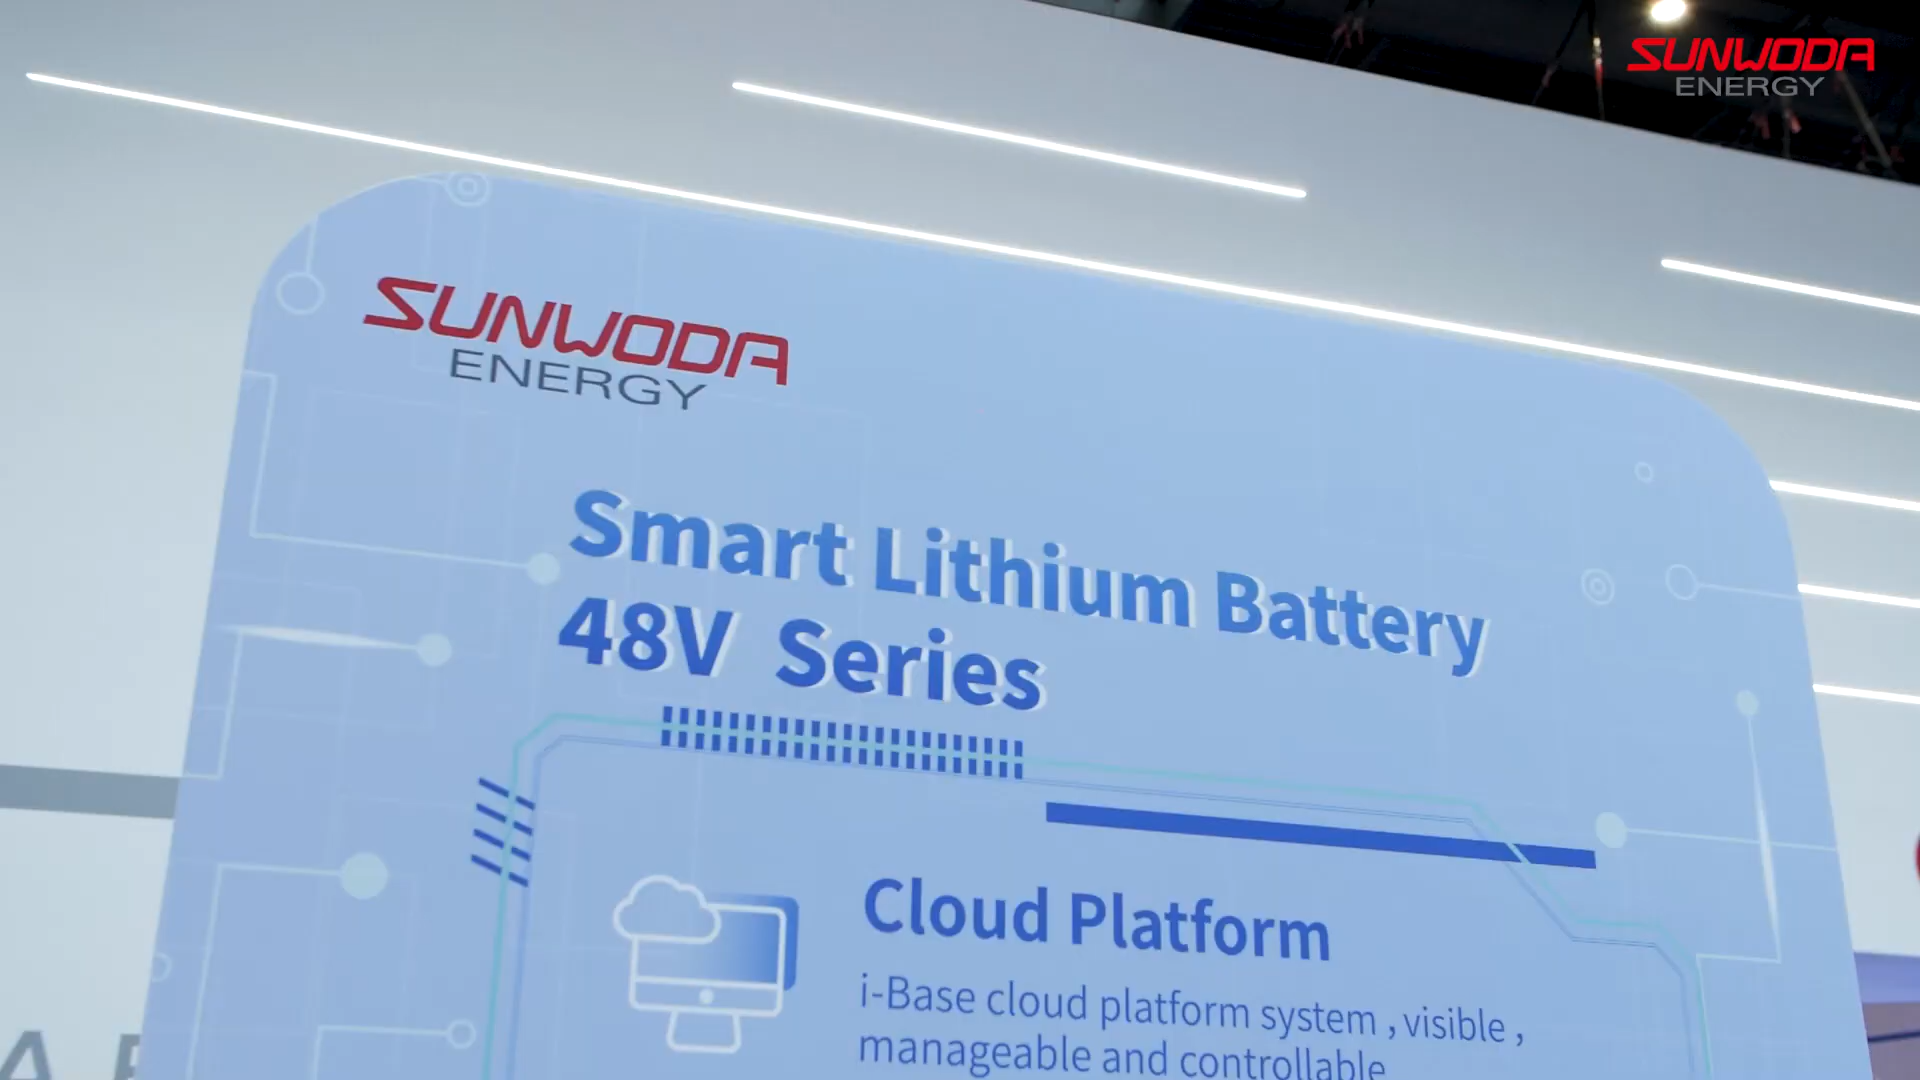 SUNWODA
ENERGY
SUNWODA
ENERGY
Smart Lithium Battery
48V Series
Cloud Platform
i-Base cloud platform system , visible ,
manageable and controllable